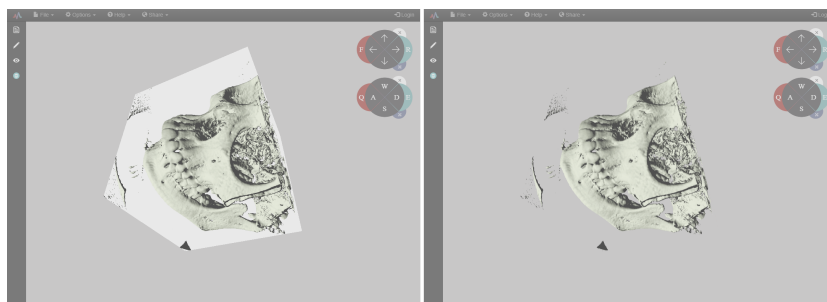 File Options Help Share Login
F R
W
Q A D E
S
File Options Help Share Login
F R
W
Q A D E
S